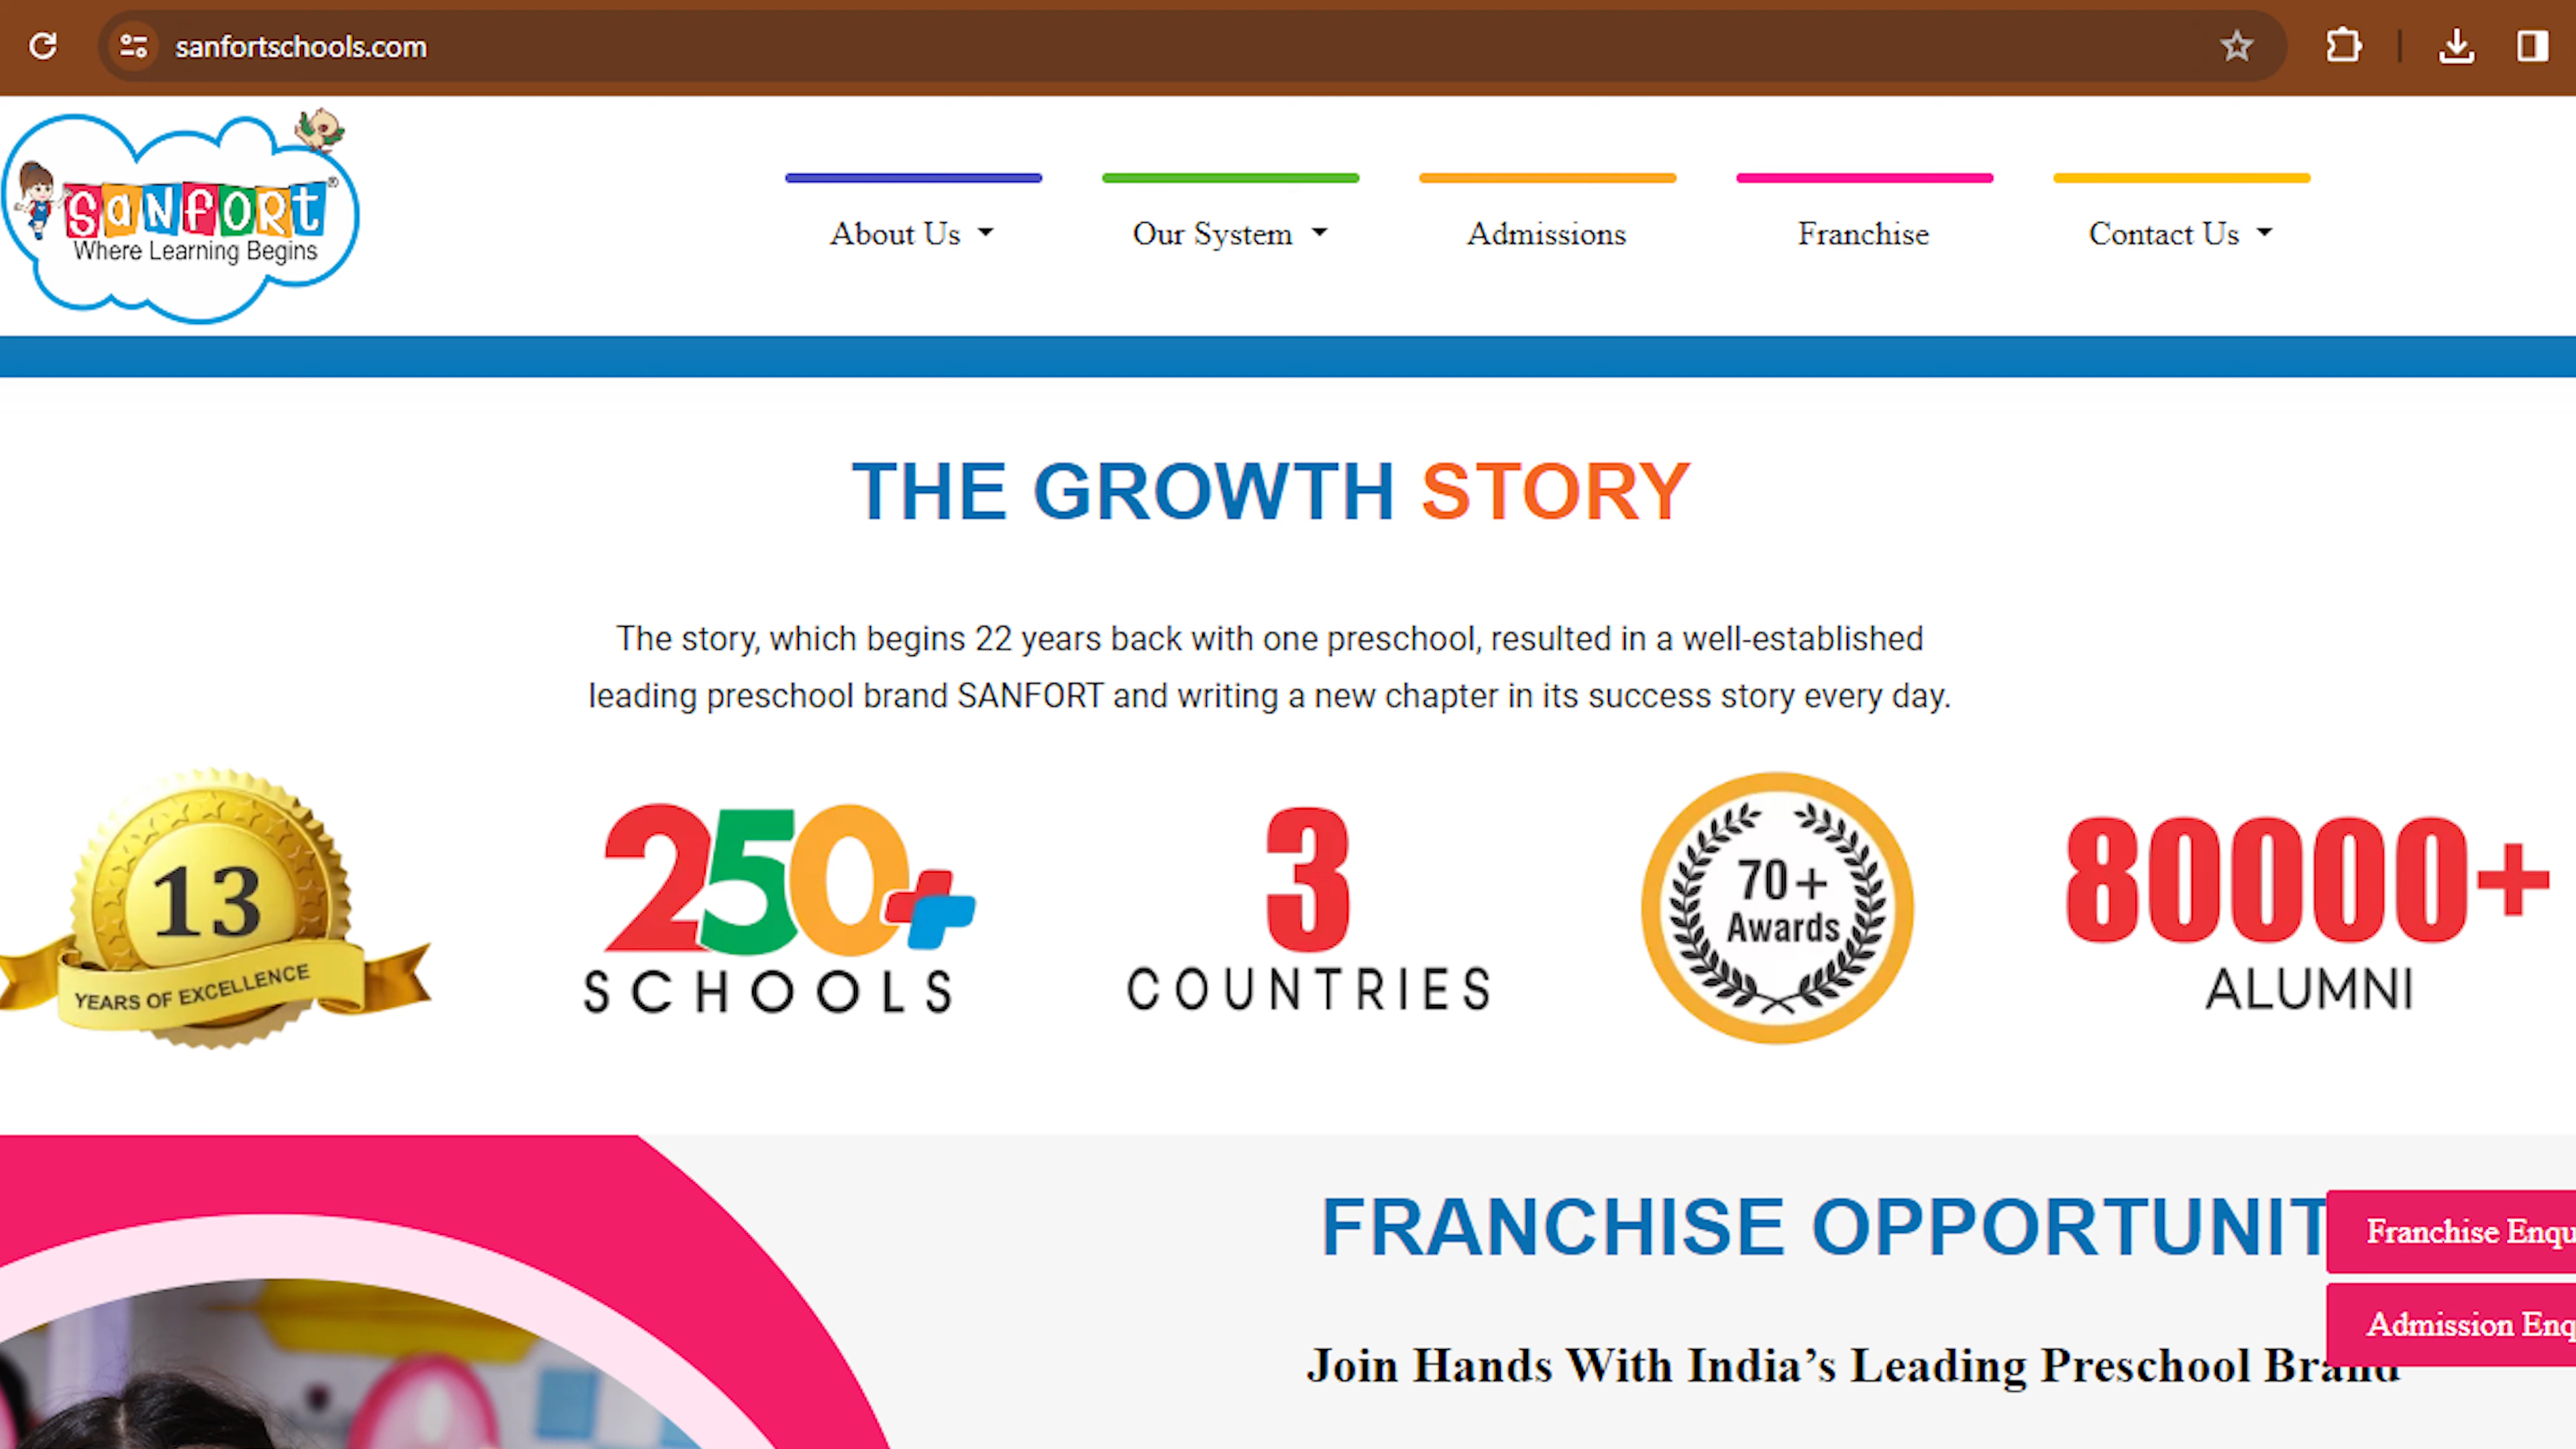 sanfortschools.com
SANFORT®
Where Learning Begins
About Us
Our System
Admissions
Franchise
Contact Us
THE GROWTH STORY
The story, which begins 22 years back with one preschool, resulted in a well-established
leading preschool brand SANFORT and writing a new chapter in its success story every day.
13
YEARS OF EXCELLENCE
250+
SCHOOLS
3
COUNTRIES
70+
Awards
80000+
ALUMNI
FRANCHISE OPPORTUNIT
Franchise Enqu
Admission Enq
Join Hands With India’s Leading Preschool Brand